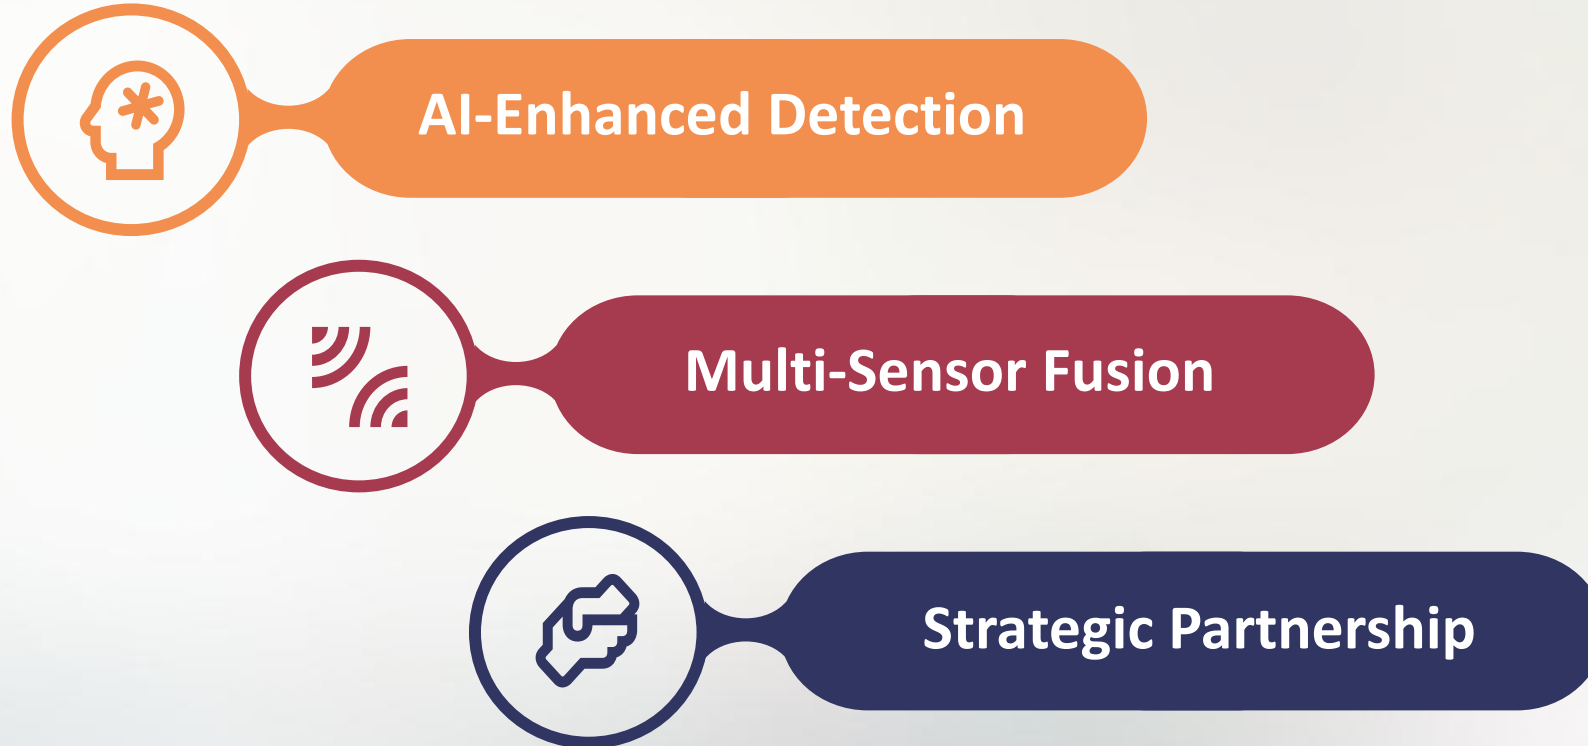 AI-Enhanced Detection
Multi-Sensor Fusion
Strategic Partnership